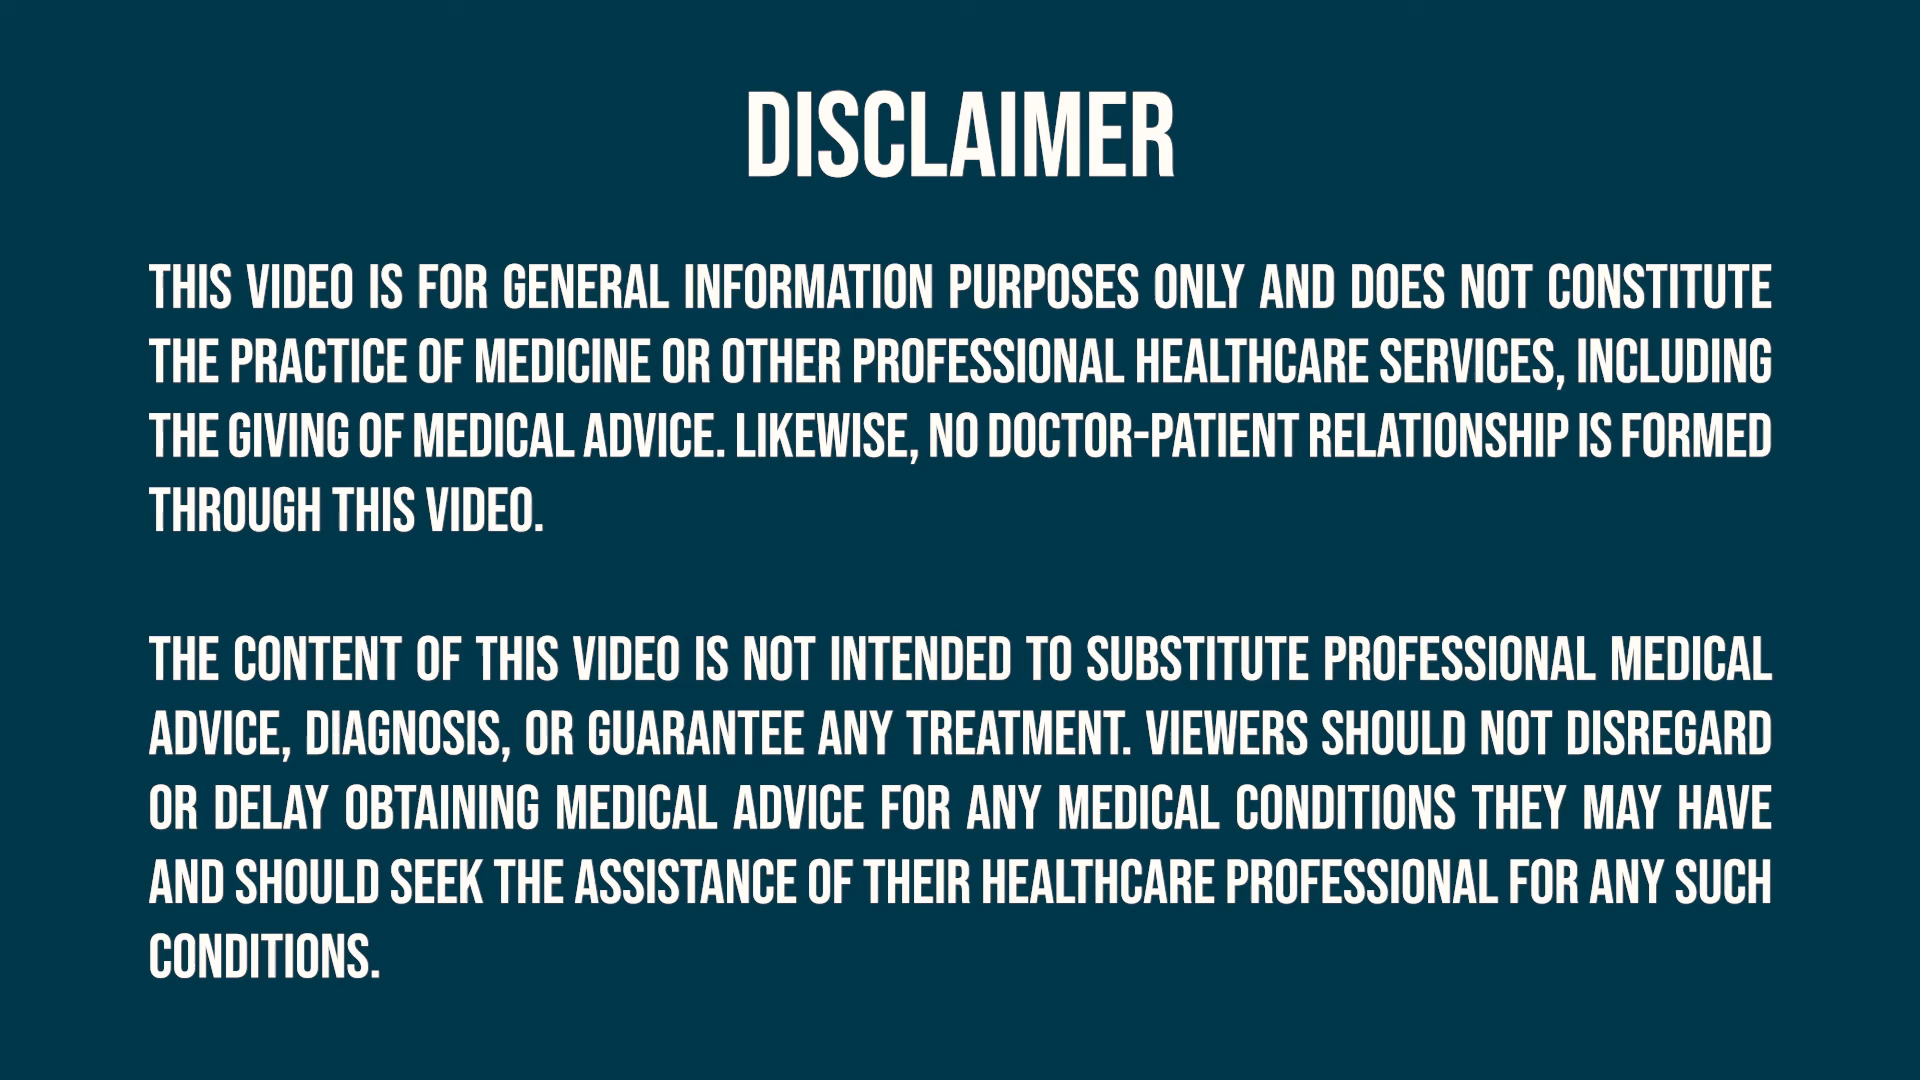 DISCLAIMER
THIS VIDEO IS FOR GENERAL INFORMATION PURPOSES ONLY AND DOES NOT CONSTITUTE
THE PRACTICE OF MEDICINE OR OTHER PROFESSIONAL HEALTHCARE SERVICES, INCLUDING
THE GIVING OF MEDICAL ADVICE. LIKEWISE, NO DOCTOR-PATIENT RELATIONSHIP IS FORMED
THROUGH THIS VIDEO.
THE CONTENT OF THIS VIDEO IS NOT INTENDED TO SUBSTITUTE PROFESSIONAL MEDICAL
ADVICE, DIAGNOSIS, OR GUARANTEE ANY TREATMENT. VIEWERS SHOULD NOT DISREGARD
OR DELAY OBTAINING MEDICAL ADVICE FOR ANY MEDICAL CONDITIONS THEY MAY HAVE
AND SHOULD SEEK THE ASSISTANCE OF THEIR HEALTHCARE PROFESSIONAL FOR ANY SUCH
CONDITIONS.